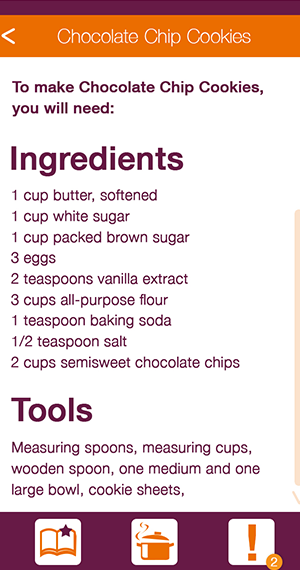 Chocolate Chip Cookies
To make Chocolate Chip Cookies,
you will need:
Ingredients
1 cup butter, softened
1 cup white sugar
1 cup packed brown sugar
3 eggs
2 teaspoons vanilla extract
3 cups all-purpose flour
1 teaspoon baking soda
1/2 teaspoon salt
2 cups semisweet chocolate chips
Tools
Measuring spoons, measuring cups,
wooden spoon, one medium and one
large bowl, cookie sheets,
!
2